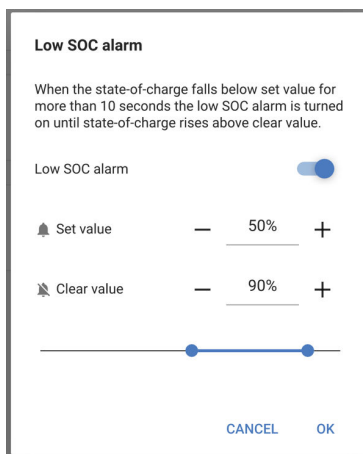 Low SOC alarm
When the state-of-charge falls below set value for
more than 10 seconds the low SOC alarm is turned
on until state-of-charge rises above clear value.
Low SOC alarm
Set value — 50% +
Clear value — 90% +
CANCEL OK